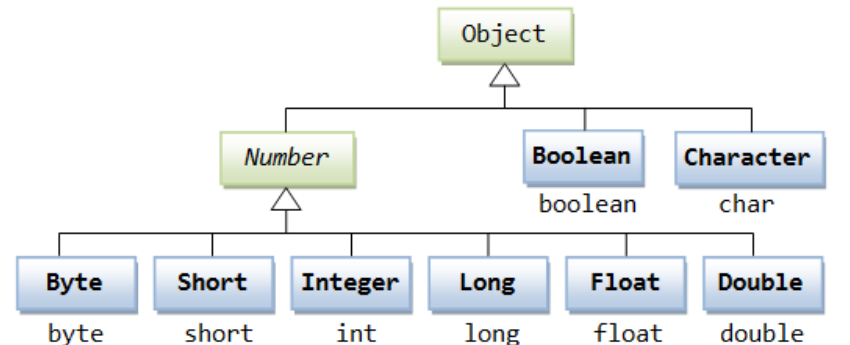 Object
Number Boolean Character
boolean char
Byte Short Integer Long Float Double
byte short int long float double